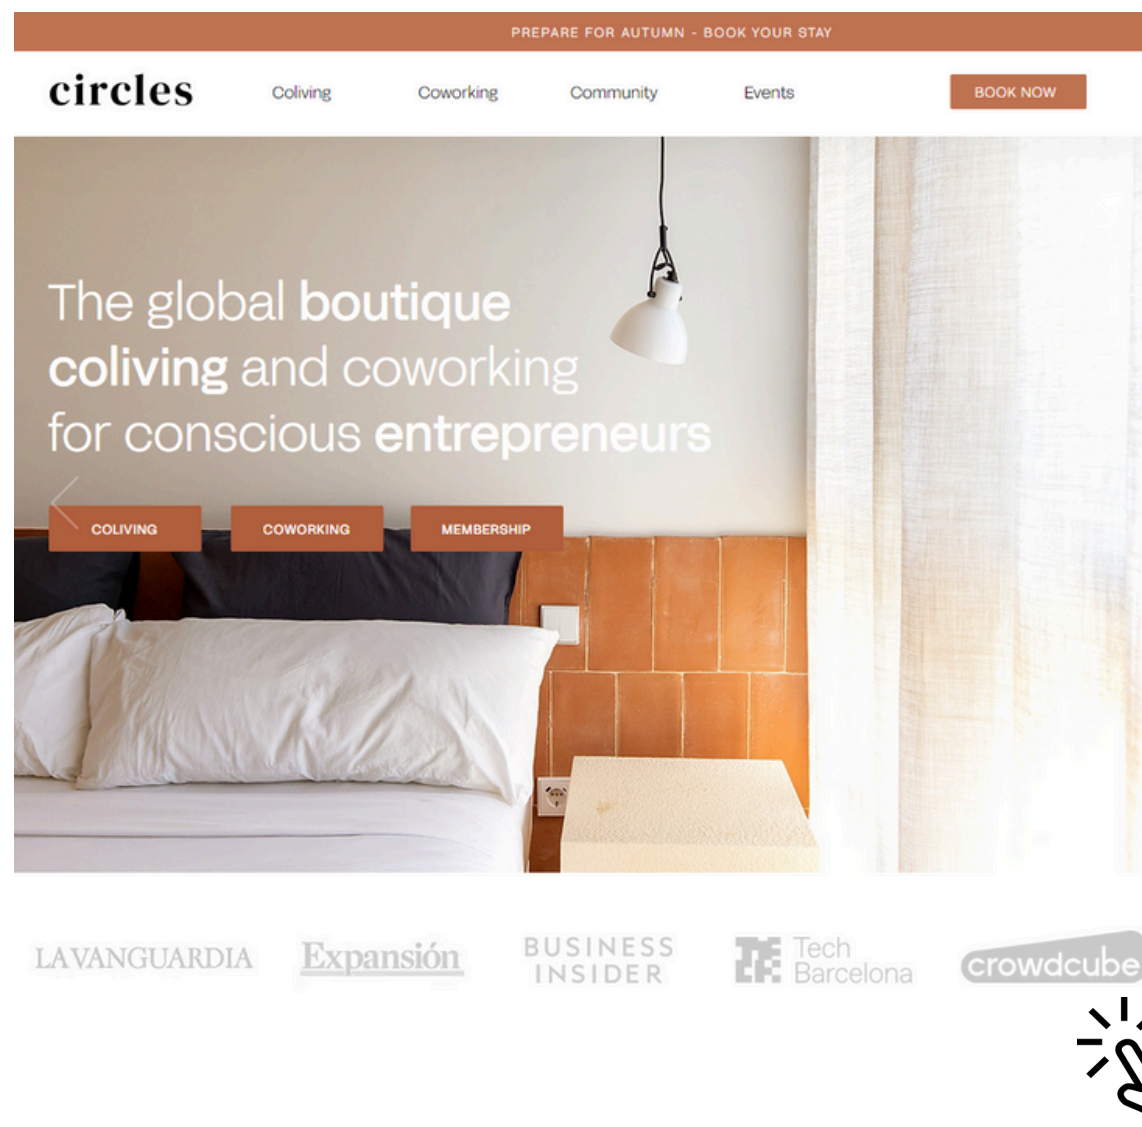 PREPARE FOR AUTUMN - BOOK YOUR STAY
circles Coliving Coworking Community Events BOOK NOW
The global boutique
coliving and coworking
for conscious entrepreneurs
COLIVING COWORKING MEMBERSHIP
LAVANGUARDIA Expansión BUSINESS INSIDER Tech Barcelona crowdcube